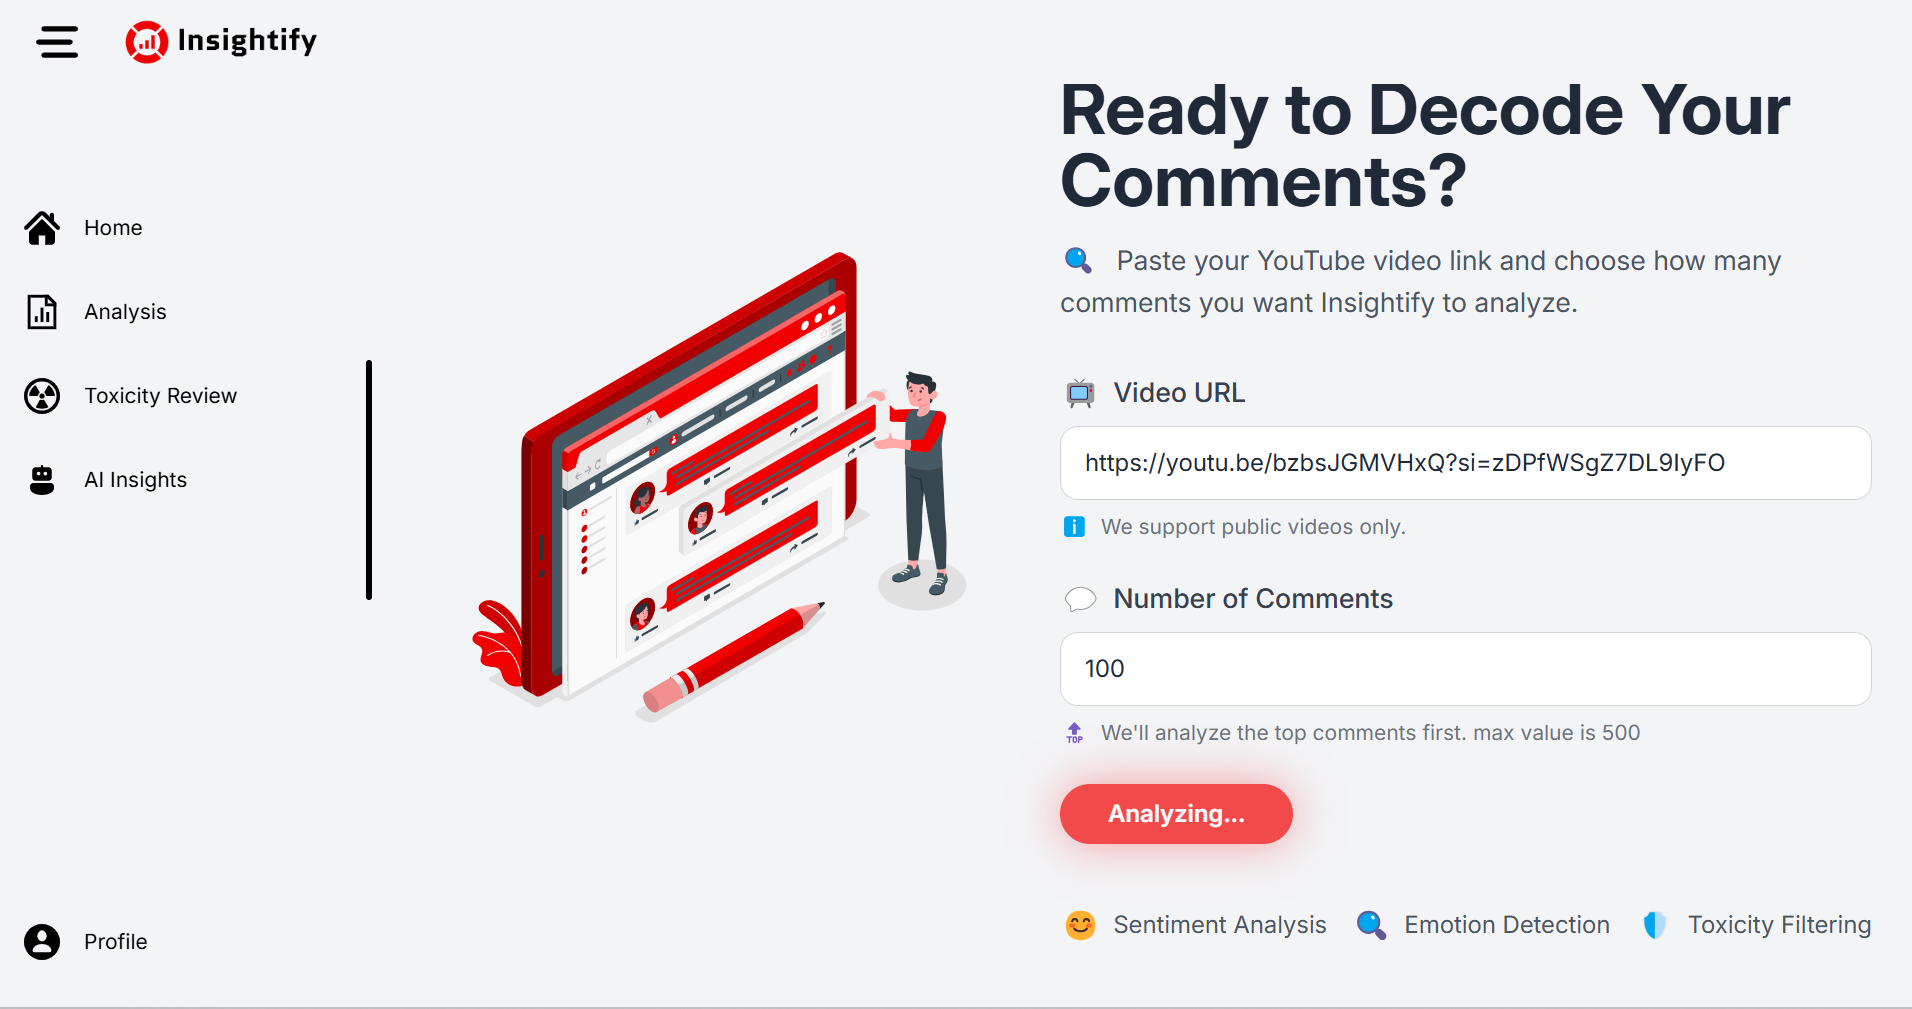 Insightify
Home
Analysis
Toxicity Review
AI Insights
Profile
Ready to Decode Your
Comments?
Paste your YouTube video link and choose how many
comments you want Insightify to analyze.
Video URL
https://youtu.be/bzbsJGMVHxQ?si=zDPfWSgZ7DL9IyFO
We support public videos only.
Number of Comments
100
TOP We'll analyze the top comments first. max value is 500
Analyzing...
Sentiment Analysis Emotion Detection Toxicity Filtering